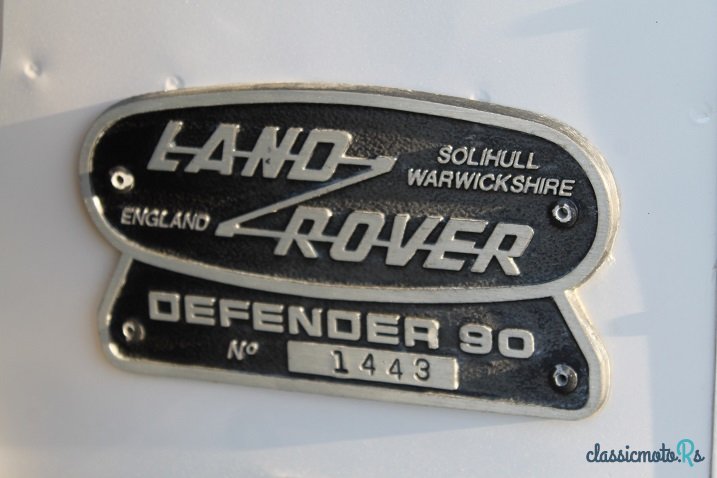 LAND
ROVER
SOLIHULL
WARWICKSHIRE
ENGLAND
DEFENDER 90
Nº 1443
classicmoto.Rs